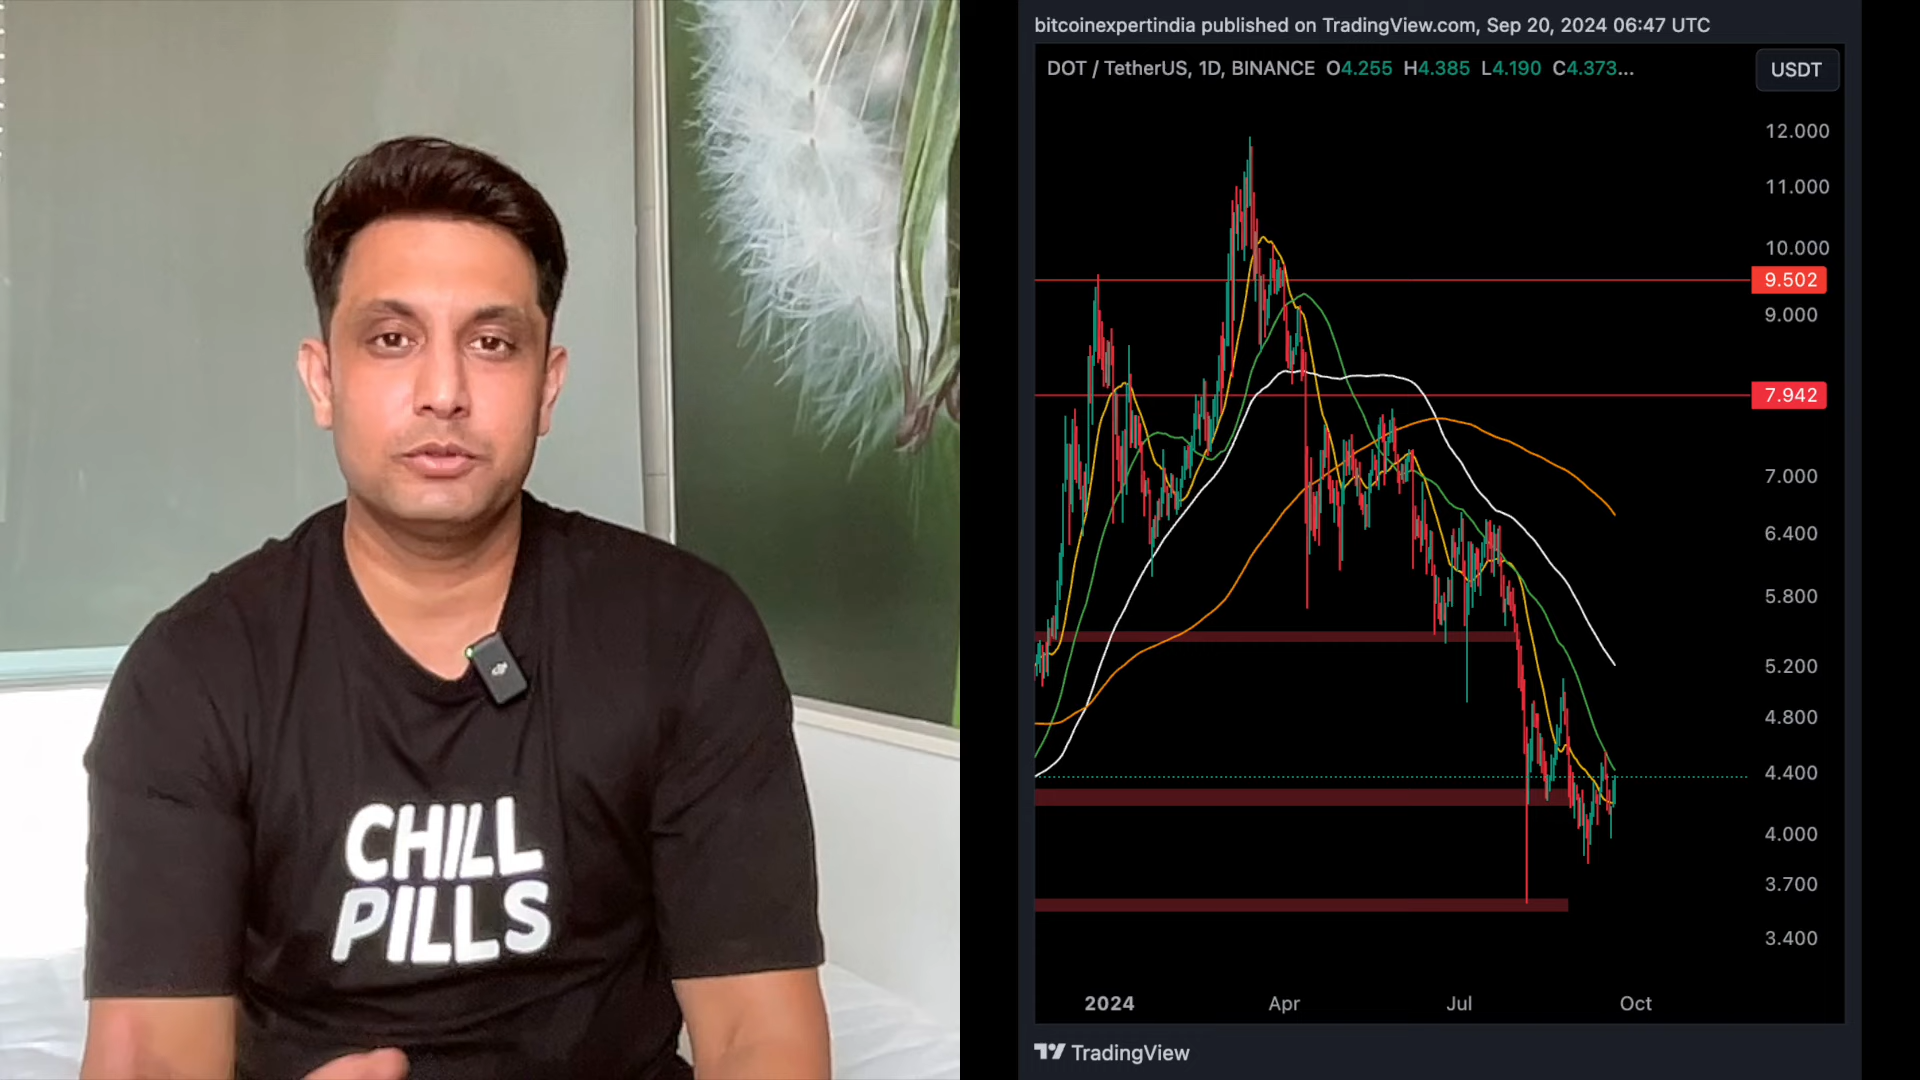 CHILL
PILLS
bitcoinexpertindia published on TradingView.com, Sep 20, 2024 06:47 UTC
DOT / TetherUS, 1D, BINANCE O4.255 H4.385 L4.190 C4.373...
USDT
12.000
11.000
10.000
9.502
9.000
7.942
7.000
6.400
5.800
5.200
4.800
4.400
4.000
3.700
3.400
2024 Apr Jul Oct
TradingView